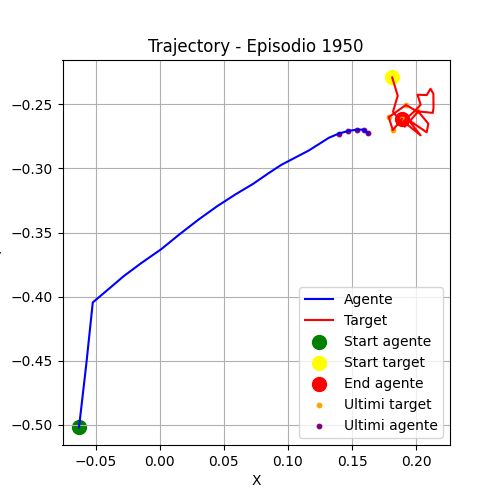 Trajectory - Episodio 1950
−0.25
−0.30
−0.35
−0.40
−0.45
−0.50
Agente
Target
Start agente
Start target
End agente
Ultimi target
Ultimi agente
−0.05
0.00
0.05
0.10
0.15
0.20
X